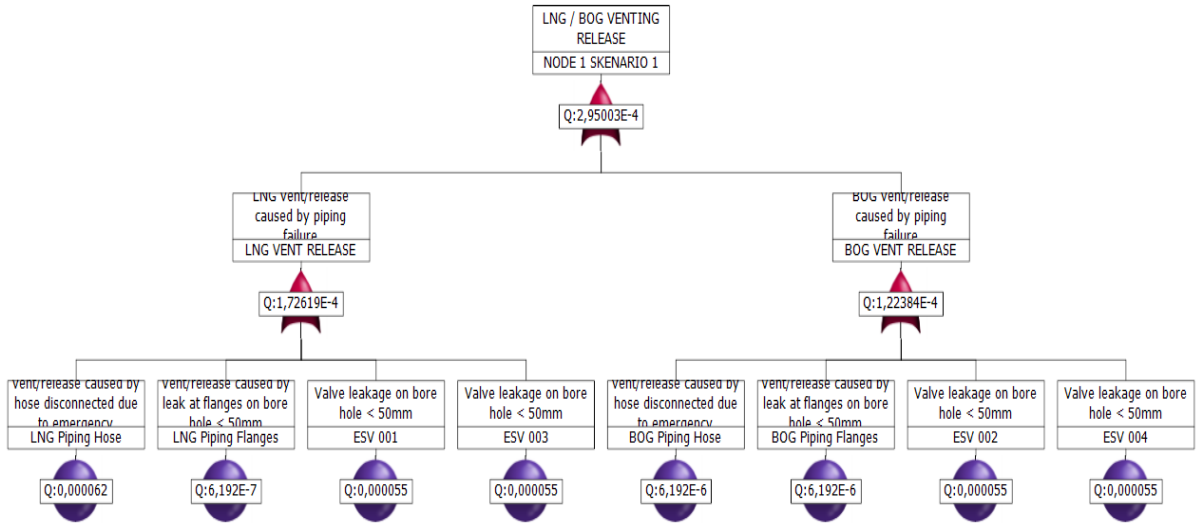 LNG / BOG VENTING
RELEASE
NODE 1 SKENARIO 1
Q:2,95003E-4
LNG Vent/release
caused by piping
failure
LNG VENT RELEASE
BOG Vent/release
caused by piping
failure
BOG VENT RELEASE
Q:1,72619E-4
Q:1,22384E-4
Vent/release caused by
hose disconnected due
to emergency
LNG Piping Hose
Vent/release caused by
leak at flanges on bore
hole < 50mm
LNG Piping Flanges
Valve leakage on bore
hole < 50mm
ESV 001
Valve leakage on bore
hole < 50mm
ESV 003
Vent/release caused by
hose disconnected due
to emergency
BOG Piping Hose
Vent/release caused by
leak at flanges on bore
hole < 50mm
BOG Piping Flanges
Valve leakage on bore
hole < 50mm
ESV 002
Valve leakage on bore
hole < 50mm
ESV 004
Q:0,000062
Q:6,192E-7
Q:0,000055
Q:0,000055
Q:6,192E-6
Q:6,192E-6
Q:0,000055
Q:0,000055